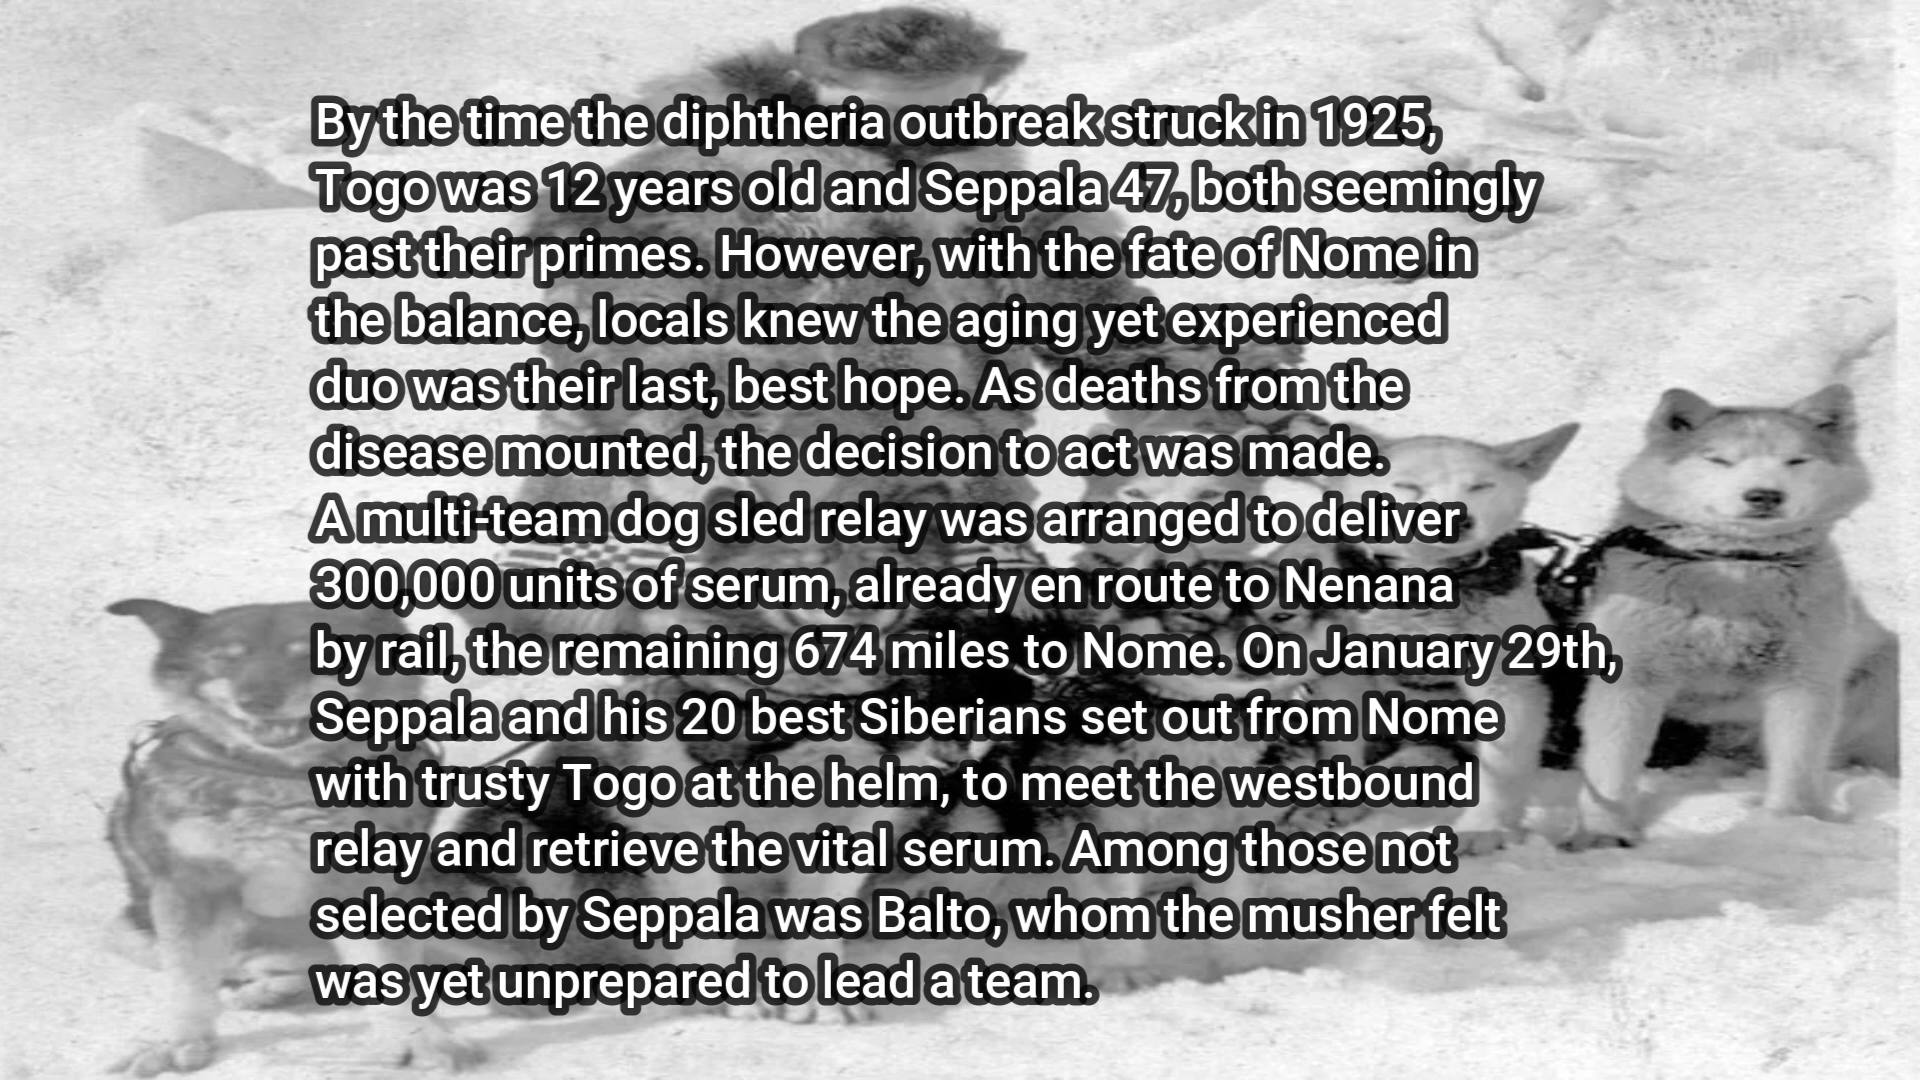 By the time the diphtheria outbreak struck in 1925,
Togo was 12 years old and Seppala 47, both seemingly
past their primes. However, with the fate of Nome in
the balance, locals knew the aging yet experienced
duo was their last, best hope. As deaths from the
disease mounted, the decision to act was made.
A multi-team dog sled relay was arranged to deliver
300,000 units of serum, already en route to Nenana
by rail, the remaining 674 miles to Nome. On January 29th,
Seppala and his 20 best Siberians set out from Nome
with trusty Togo at the helm, to meet the westbound
relay and retrieve the vital serum. Among those not
selected by Seppala was Balto, whom the musher felt
was yet unprepared to lead a team.